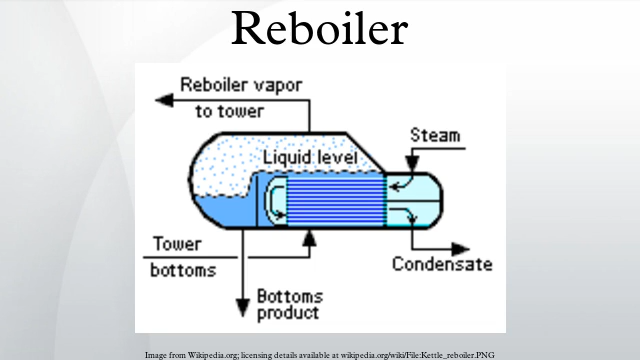 Reboiler
Reboiler vapor
to tower
Steam
Liquid level
Tower
bottoms
Condensate
Bottoms
product
Image from Wikipedia.org; licensing details available at wikipedia.org/wiki/File:Kettle_reboiler.PNG